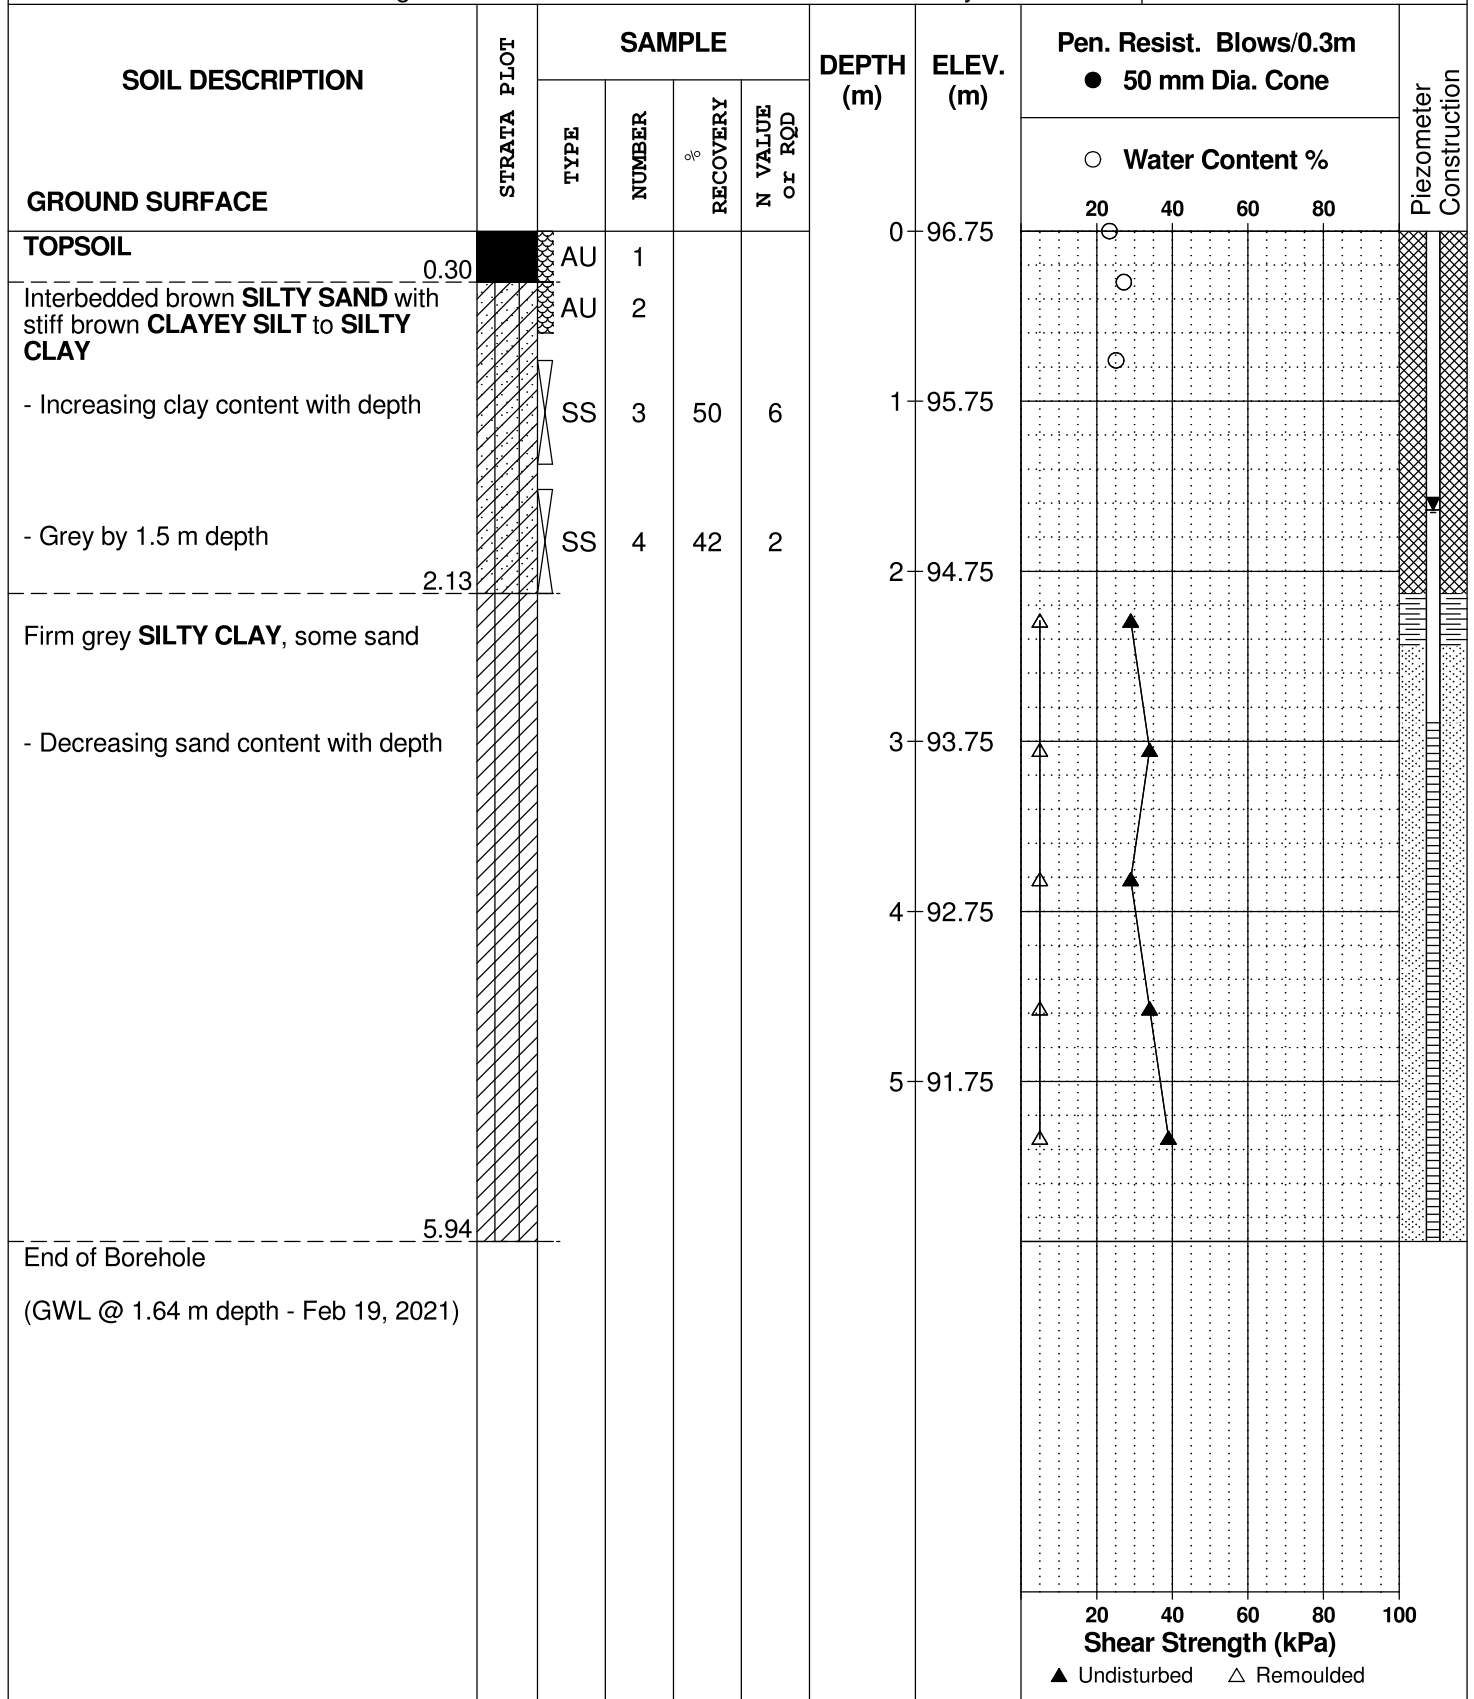 SOIL DESCRIPTION
GROUND SURFACE
STRATA PLOT
SAMPLE
TYPE
NUMBER
%
RECOVERY
N VALUE
or RQD
DEPTH
(m)
ELEV.
(m)
Pen. Resist. Blows/0.3m
● 50 mm Dia. Cone
○ Water Content %
20 40 60 80
Piezometer
Construction
TOPSOIL
0.30
AU 1
0 96.75
Interbedded brown SILTY SAND with
stiff brown CLAYEY SILT to SILTY
CLAY
AU 2
- Increasing clay content with depth
SS 3 50 6
1 95.75
- Grey by 1.5 m depth
SS 4 42 2
2.13
2 94.75
Firm grey SILTY CLAY, some sand
- Decreasing sand content with depth
3 93.75
4 92.75
5 91.75
5.94
End of Borehole
(GWL @ 1.64 m depth - Feb 19, 2021)
20 40 60 80 100
Shear Strength (kPa)
▲ Undisturbed △ Remoulded